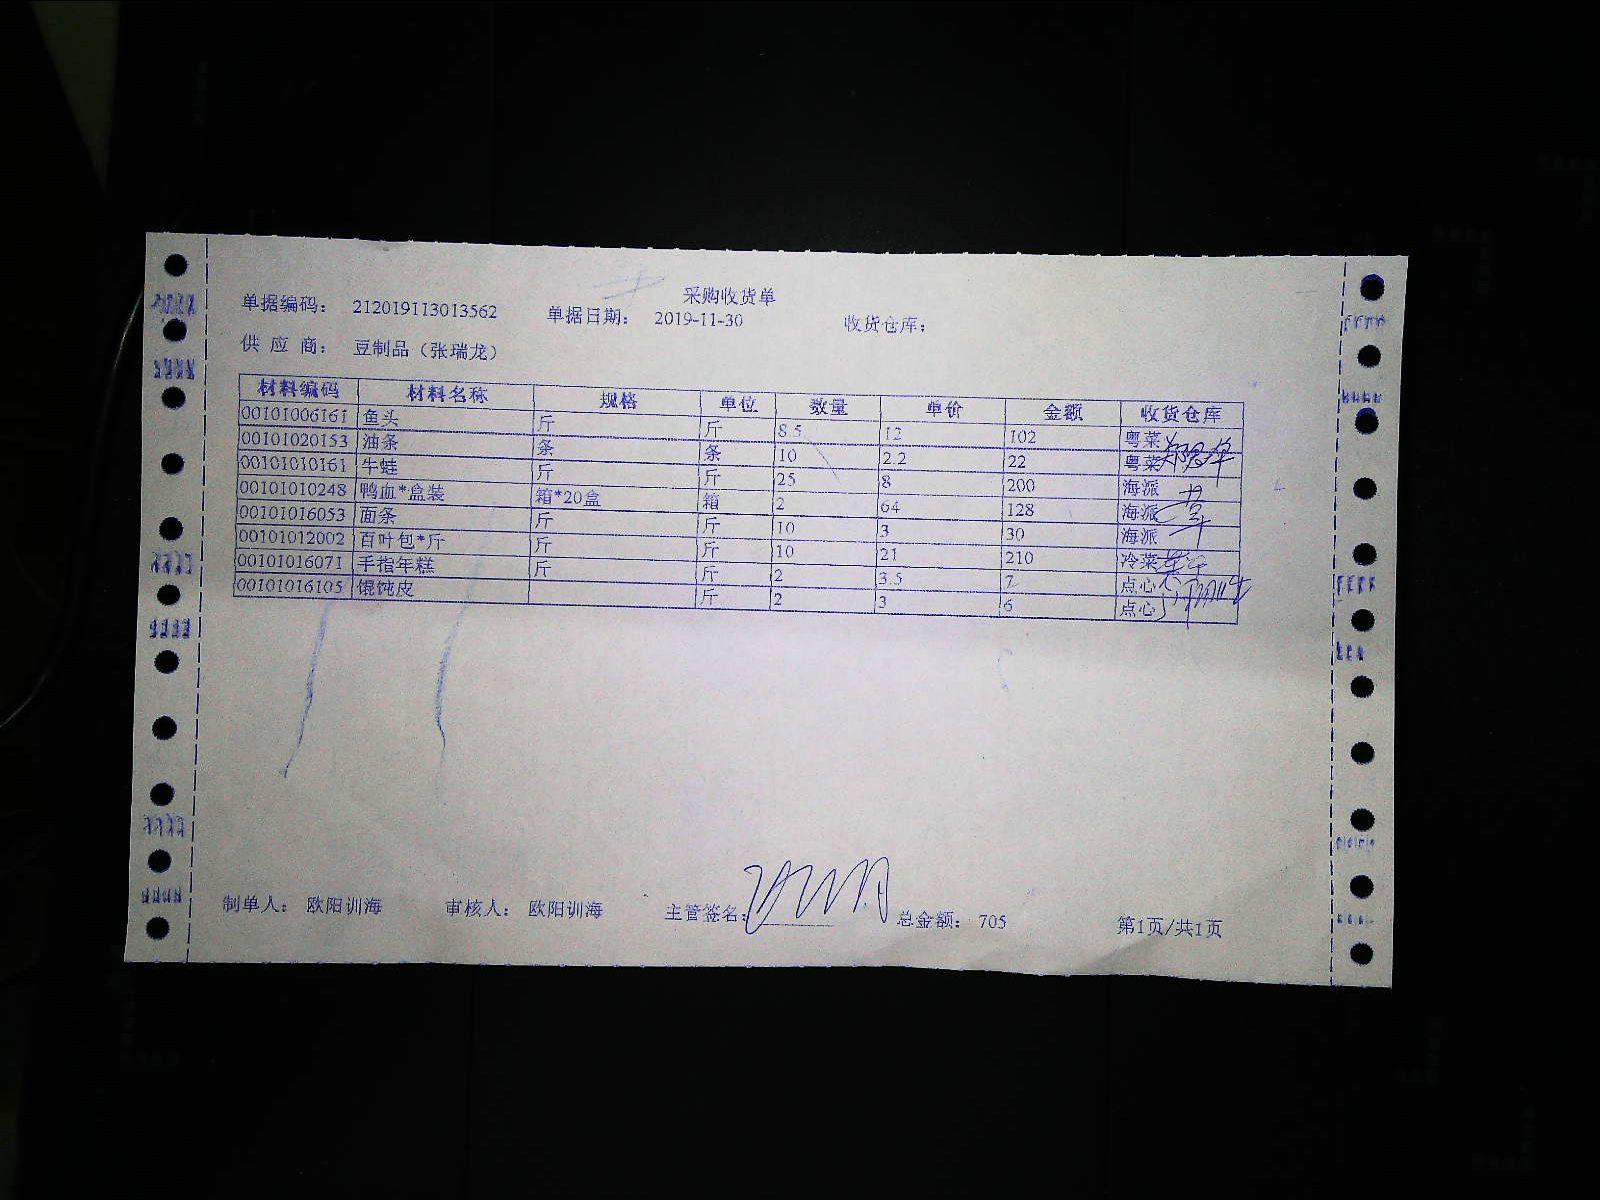 采购收货单
单据编码： 212019113013562 单据日期： 2019-11-30 收货仓库：
供 应 商： 豆制品（张瑞龙）
材料编码 材料名称 规格 单位 数量 单价 金额 收货仓库
00101006161 鱼头 斤 斤 8.5 12 102 粤菜
00101020153 油条 条 条 10 2.2 22 粤菜
00101010161 牛蛙 斤 斤 25 8 200 海派
00101010248 鸭血*盒装 箱*20盒 箱 2 64 128 海派
00101016053 面条 斤 斤 10 3 30 海派
00101012002 百叶包*斤 斤 斤 10 21 210 冷菜
00101016071 手指年糕 斤 斤 2 3.5 7 点心
00101016105 馄饨皮 斤 2 3 6 点心
制单人： 欧阳训海 审核人： 欧阳训海 主管签名： 总金额： 705 第1页/共1页